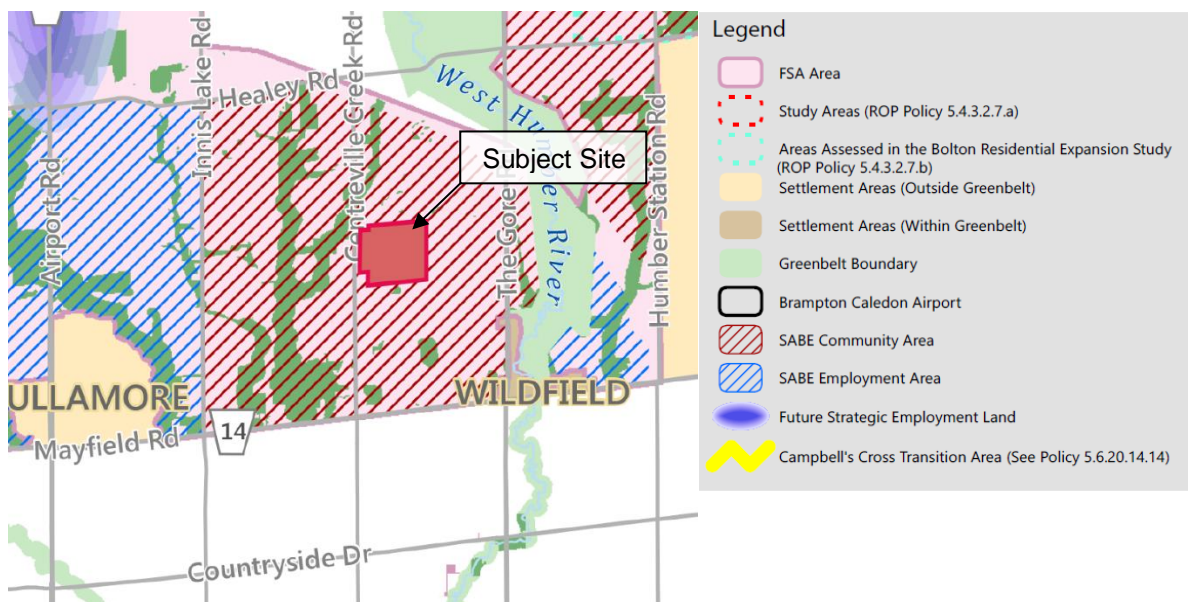 Airport Rd
Innis Lake Rd
Healey Rd
Centreville Creek Rd
West Humber River
Subject Site
The Gore R
Humber Station Rd
ULLAMORE
WILDFIELD
Mayfield Rd
14
Countryside Dr
Legend
FSA Area
Study Areas (ROP Policy 5.4.3.2.7.a)
Areas Assessed in the Bolton Residential Expansion Study
(ROP Policy 5.4.3.2.7.b)
Settlement Areas (Outside Greenbelt)
Settlement Areas (Within Greenbelt)
Greenbelt Boundary
Brampton Caledon Airport
SABE Community Area
SABE Employment Area
Future Strategic Employment Land
Campbell's Cross Transition Area (See Policy 5.6.20.14.14)